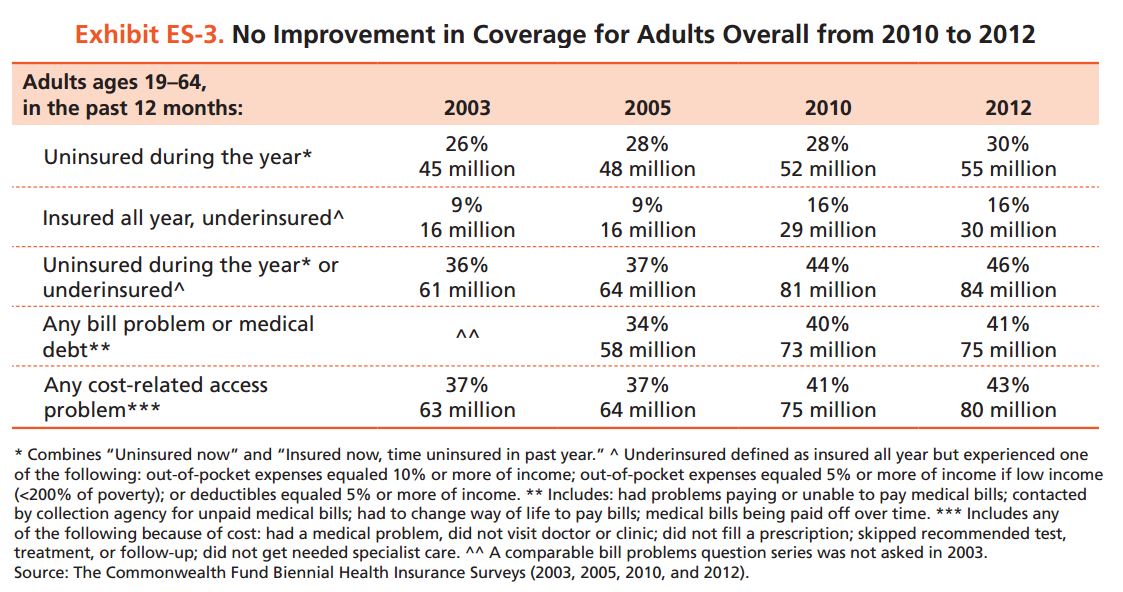 Exhibit ES-3. No Improvement in Coverage for Adults Overall from 2010 to 2012
Adults ages 19–64,
in the past 12 months: 2003 2005 2010 2012
Uninsured during the year* 26% 28% 28% 30%
45 million 48 million 52 million 55 million
Insured all year, underinsured^ 9% 9% 16% 16%
16 million 16 million 29 million 30 million
Uninsured during the year* or 36% 37% 44% 46%
underinsured^ 61 million 64 million 81 million 84 million
Any bill problem or medical ^^ 34% 40% 41%
debt** 58 million 73 million 75 million
Any cost-related access 37% 37% 41% 43%
problem*** 63 million 64 million 75 million 80 million
* Combines “Uninsured now” and “Insured now, time uninsured in past year.” ^ Underinsured defined as insured all year but experienced one
of the following: out-of-pocket expenses equaled 10% or more of income; out-of-pocket expenses equaled 5% or more of income if low income
(<200% of poverty); or deductibles equaled 5% or more of income. ** Includes: had problems paying or unable to pay medical bills; contacted
by collection agency for unpaid medical bills; had to change way of life to pay bills; medical bills being paid off over time. *** Includes any
of the following because of cost: had a medical problem, did not visit doctor or clinic; did not fill a prescription; skipped recommended test,
treatment, or follow-up; did not get needed specialist care. ^^ A comparable bill problems question series was not asked in 2003.
Source: The Commonwealth Fund Biennial Health Insurance Surveys (2003, 2005, 2010, and 2012).